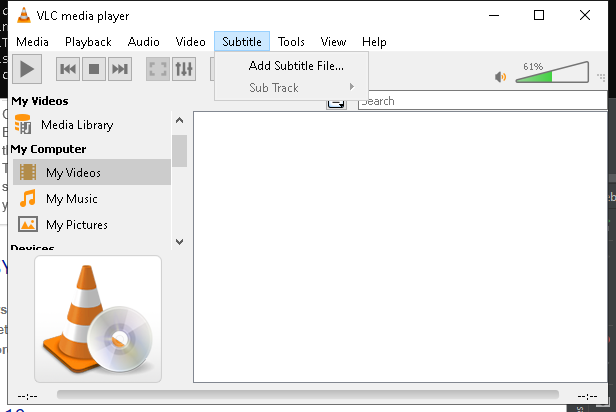 VLC media player
Media Playback Audio Video Subtitle Tools View Help
Add Subtitle File...
Sub Track
61%
Search
My Videos
Media Library
My Computer
My Videos
My Music
My Pictures
Devices
--:-- --:--